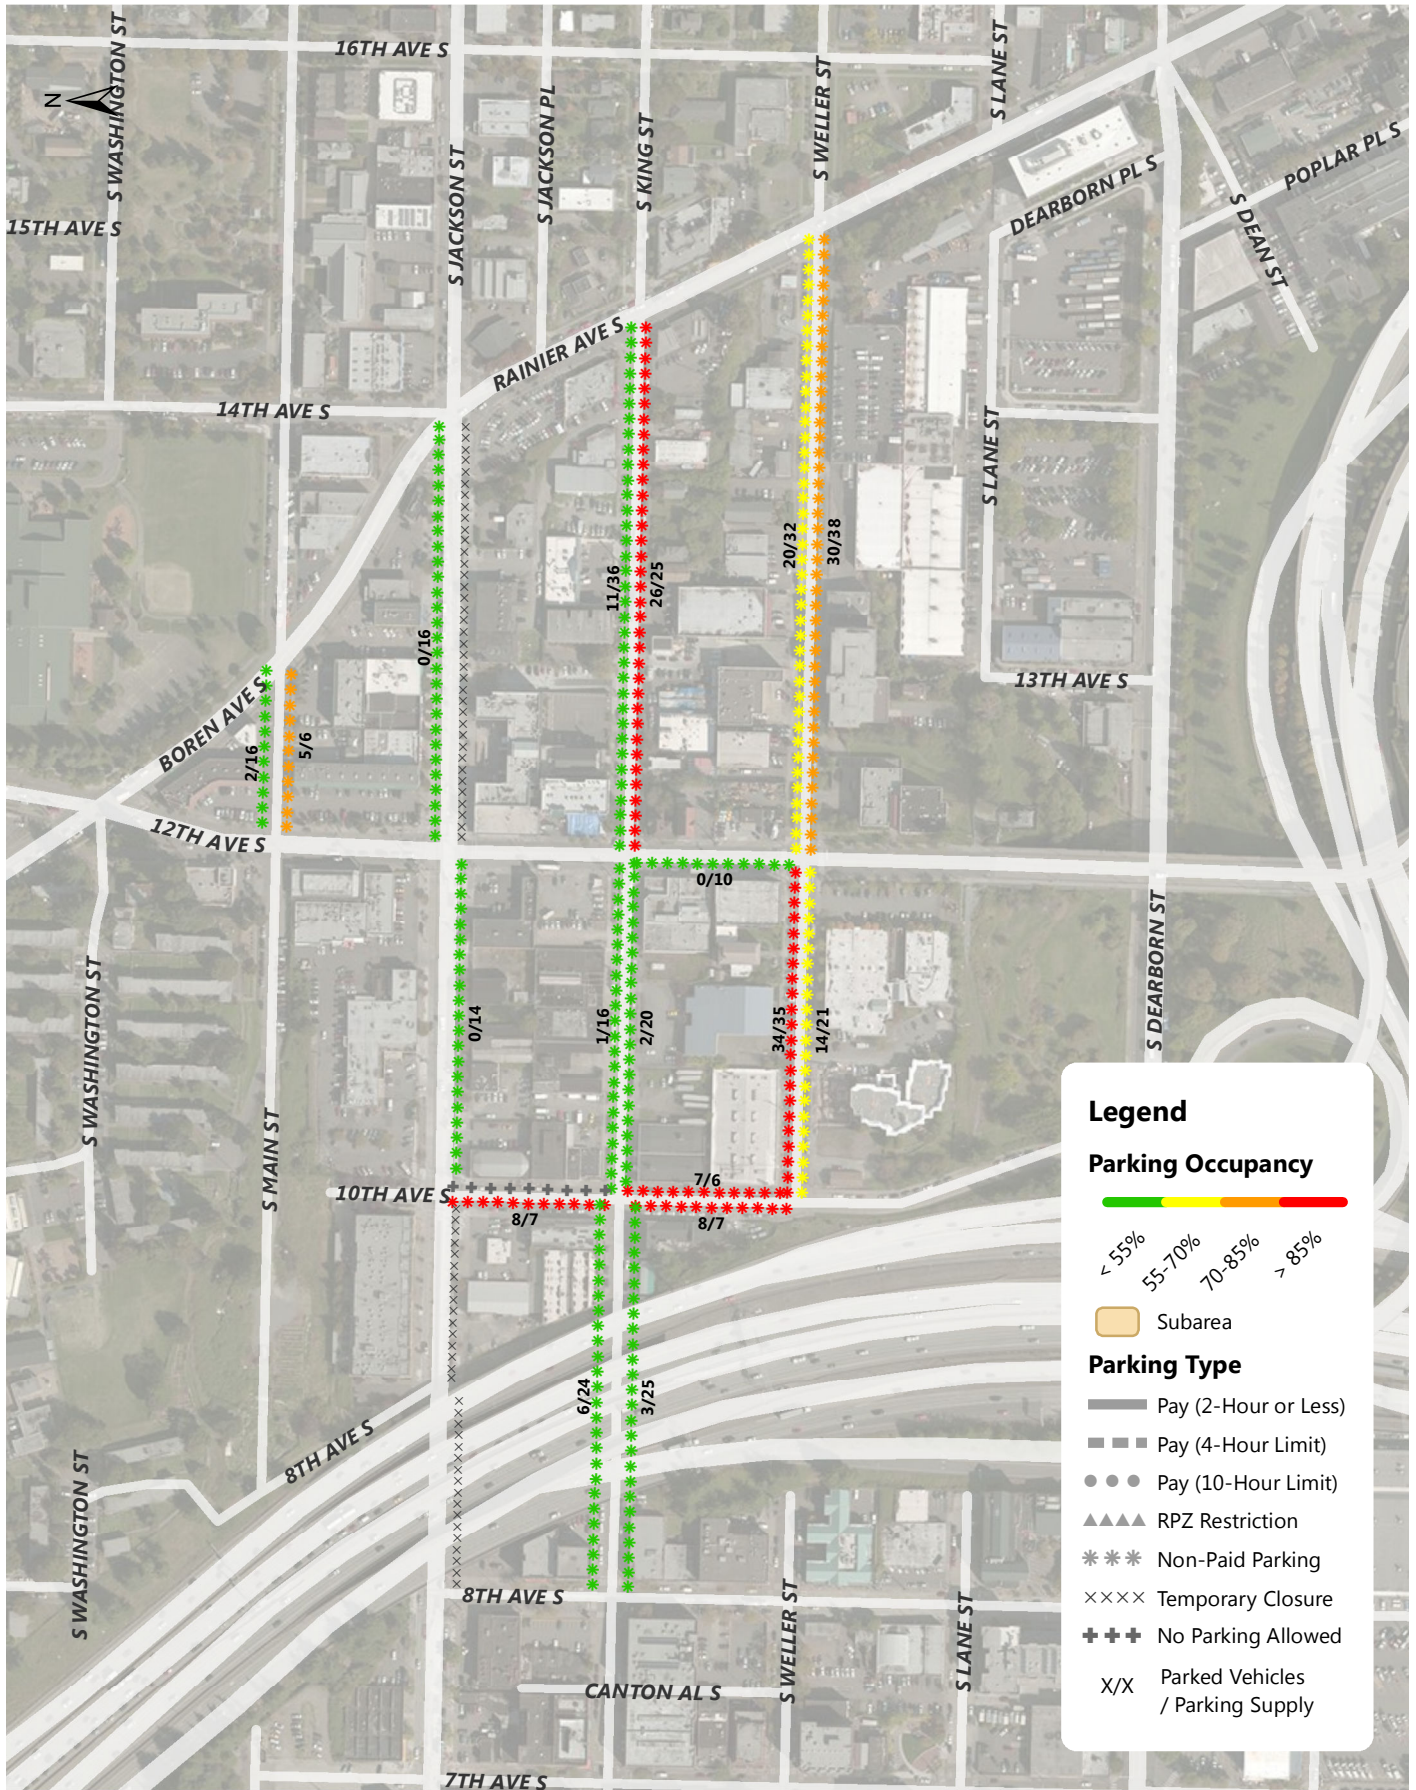 16TH AVE S
S WASHINGTON ST
N
S LANE ST
S WELLER ST
S JACKSON PL
S KING ST
S JACKSON ST
DEARBORN PL S
POPLAR PL S
S DEAN ST
15TH AVE S
RAINIER AVE S
14TH AVE S
S LANE ST
20/32
30/38
11/36
26/25
0/16
13TH AVE S
BOREN AVE S
2/16
5/6
12TH AVE S
0/10
S WASHINGTON ST
S DEARBORN ST
0/14
1/16
2/20
34/35
14/21
S MAIN ST
10TH AVE S
7/6
8/7
8/7
6/24
3/25
8TH AVE S
S WASHINGTON ST
8TH AVE S
S WELLER ST
S LANE ST
CANTON AL S
7TH AVE S
Legend
Parking Occupancy
< 55%
55-70%
70-85%
> 85%
Subarea
Parking Type
Pay (2-Hour or Less)
Pay (4-Hour Limit)
Pay (10-Hour Limit)
RPZ Restriction
Non-Paid Parking
Temporary Closure
No Parking Allowed
X/X Parked Vehicles
/ Parking Supply